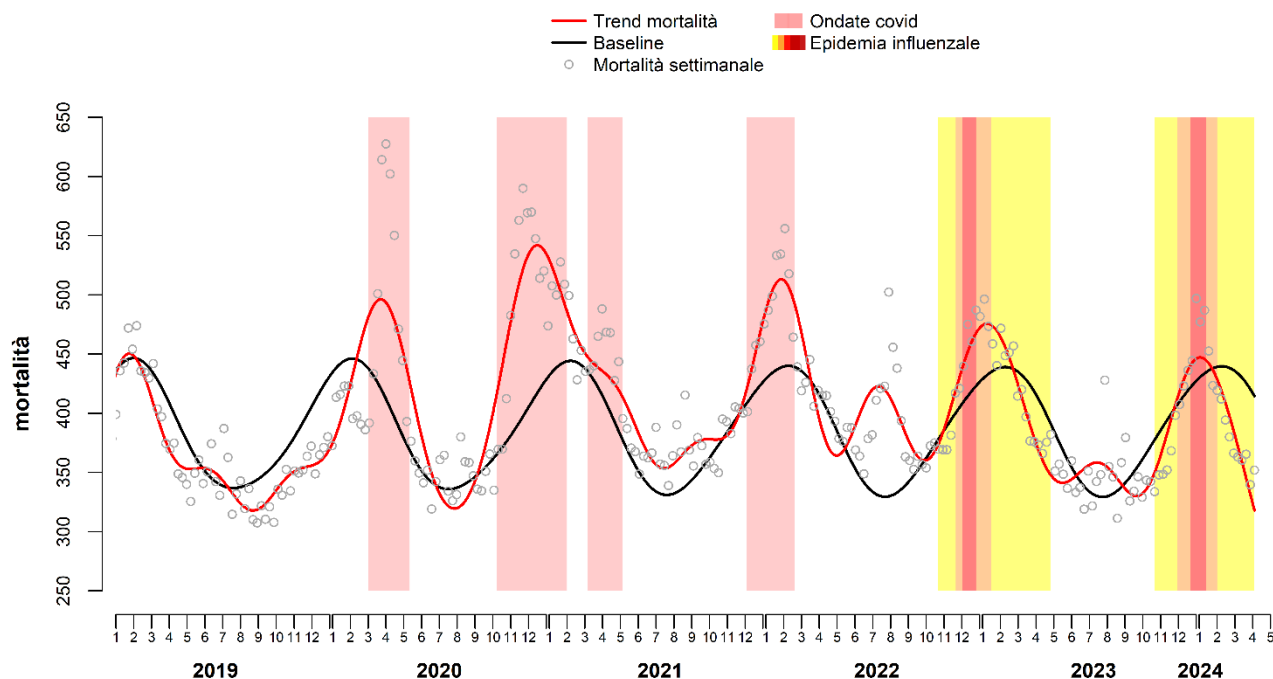 Trend mortalità
Baseline
Mortalità settimanale
Ondate covid
Epidemia influenzale
mortalità
650
600
550
500
450
400
350
300
250
1 2 3 4 5 6 7 8 9 10 11 12 1 2 3 4 5 6 7 8 9 10 11 12 1 2 3 4 5 6 7 8 9 10 11 12 1 2 3 4 5 6 7 8 9 10 11 12 1 2 3 4 5 6 7 8 9 10 11 12 1 2 3 4 5
2019 2020 2021 2022 2023 2024